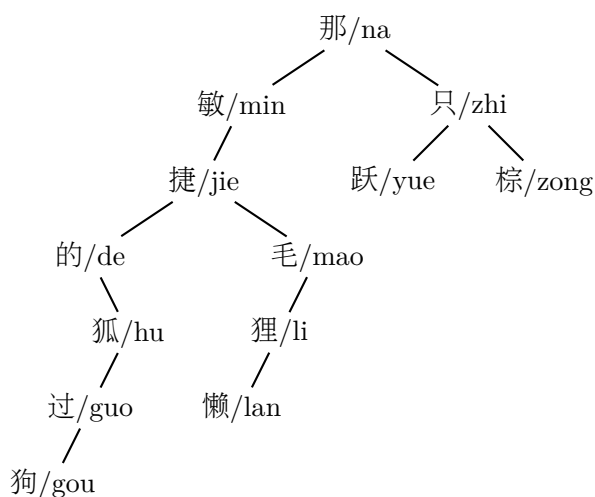 那/na
敏/min 只/zhi
捷/jie 跃/yue 棕/zong
的/de 毛/mao
狐/hu 狸/li
过/guo 懒/lan
狗/gou